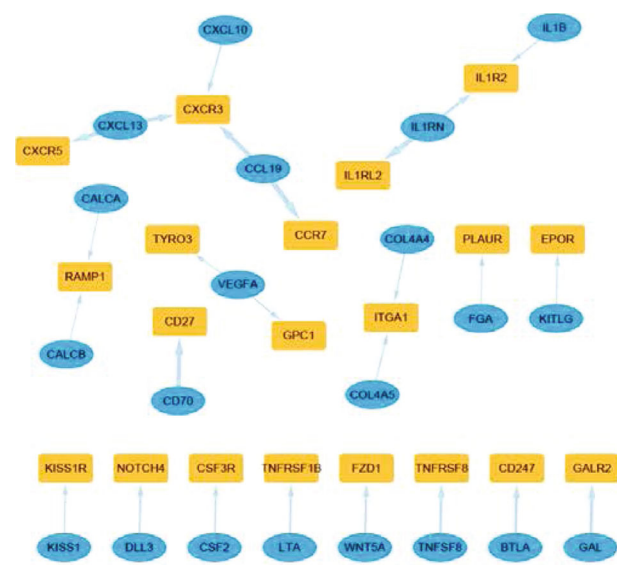 CXCL10
IL1B
IL1R2
CXCR3
CXCL13
IL1RN
CXCR5
CCL19
IL1RL2
CALCA
CCR7
TYRO3
COL4A4
PLAUR
EPOR
RAMP1
VEGFA
CD27
ITGA1
FGA
KITLG
GPC1
CALCB
CD70
COL4A5
KISS1R NOTCH4 CSF3R TNFRSF1B FZD1 TNFRSF8 CD247 GALR2
KISS1 DLL3 CSF2 LTA WNT5A TNFSF8 BTLA GAL